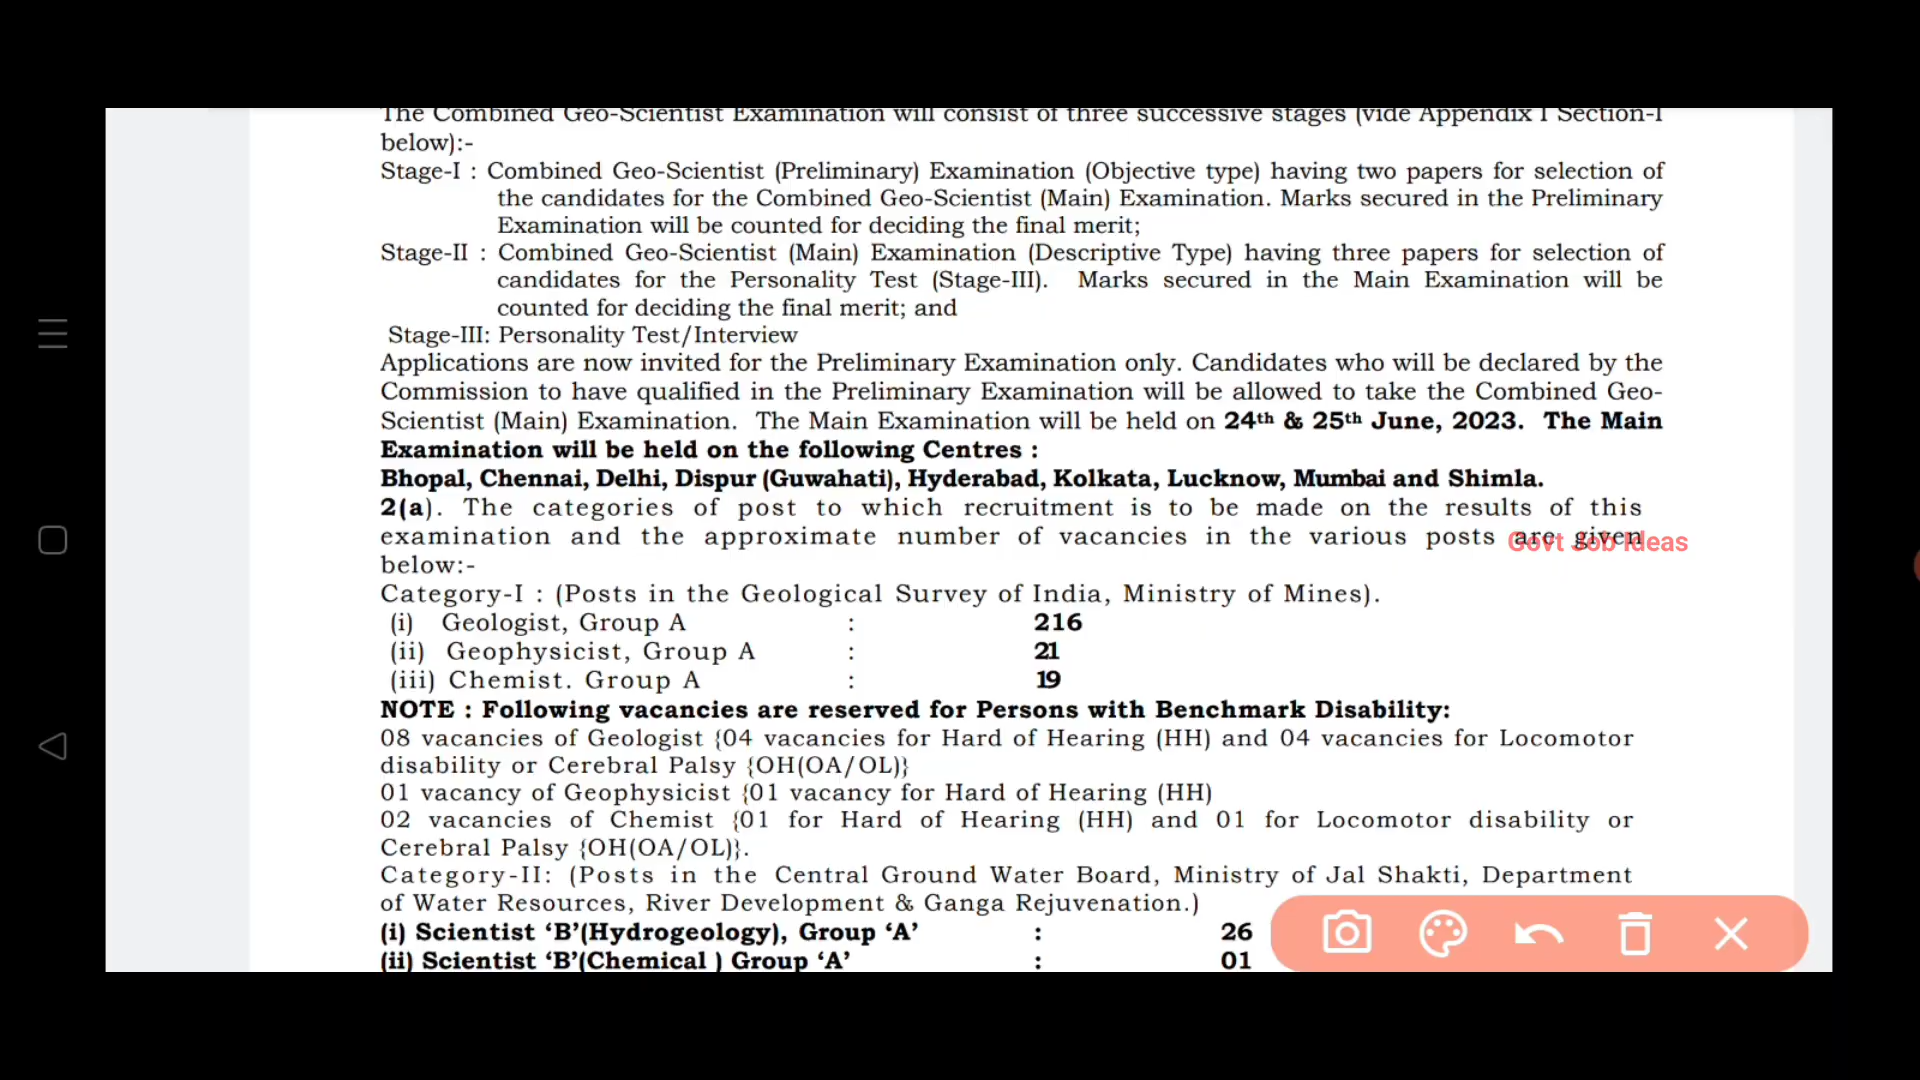 The Combined Geo-Scientist Examination will consist of three successive stages (vide Appendix I Section-I
below):-
Stage-I : Combined Geo-Scientist (Preliminary) Examination (Objective type) having two papers for selection of
the candidates for the Combined Geo-Scientist (Main) Examination. Marks secured in the Preliminary
Examination will be counted for deciding the final merit;
Stage-II : Combined Geo-Scientist (Main) Examination (Descriptive Type) having three papers for selection of
candidates for the Personality Test (Stage-III). Marks secured in the Main Examination will be
counted for deciding the final merit; and
Stage-III: Personality Test/Interview
Applications are now invited for the Preliminary Examination only. Candidates who will be declared by the
Commission to have qualified in the Preliminary Examination will be allowed to take the Combined Geo-
Scientist (Main) Examination. The Main Examination will be held on 24th & 25th June, 2023. The Main
Examination will be held on the following Centres :
Bhopal, Chennai, Delhi, Dispur (Guwahati), Hyderabad, Kolkata, Lucknow, Mumbai and Shimla.
2(a). The categories of post to which recruitment is to be made on the results of this
examination and the approximate number of vacancies in the various posts are given
Govt Job Ideas
below:-
Category-I : (Posts in the Geological Survey of India, Ministry of Mines).
(i) Geologist, Group A : 216
(ii) Geophysicist, Group A : 21
(iii) Chemist. Group A : 19
NOTE : Following vacancies are reserved for Persons with Benchmark Disability:
08 vacancies of Geologist {04 vacancies for Hard of Hearing (HH) and 04 vacancies for Locomotor
disability or Cerebral Palsy {OH(OA/OL)}
01 vacancy of Geophysicist {01 vacancy for Hard of Hearing (HH)
02 vacancies of Chemist {01 for Hard of Hearing (HH) and 01 for Locomotor disability or
Cerebral Palsy {OH(OA/OL)}.
Category-II: (Posts in the Central Ground Water Board, Ministry of Jal Shakti, Department
of Water Resources, River Development & Ganga Rejuvenation.)
(i) Scientist ‘B’(Hydrogeology), Group ‘A’ : 26
(ii) Scientist ‘B’(Chemical ) Group ‘A’ : 01